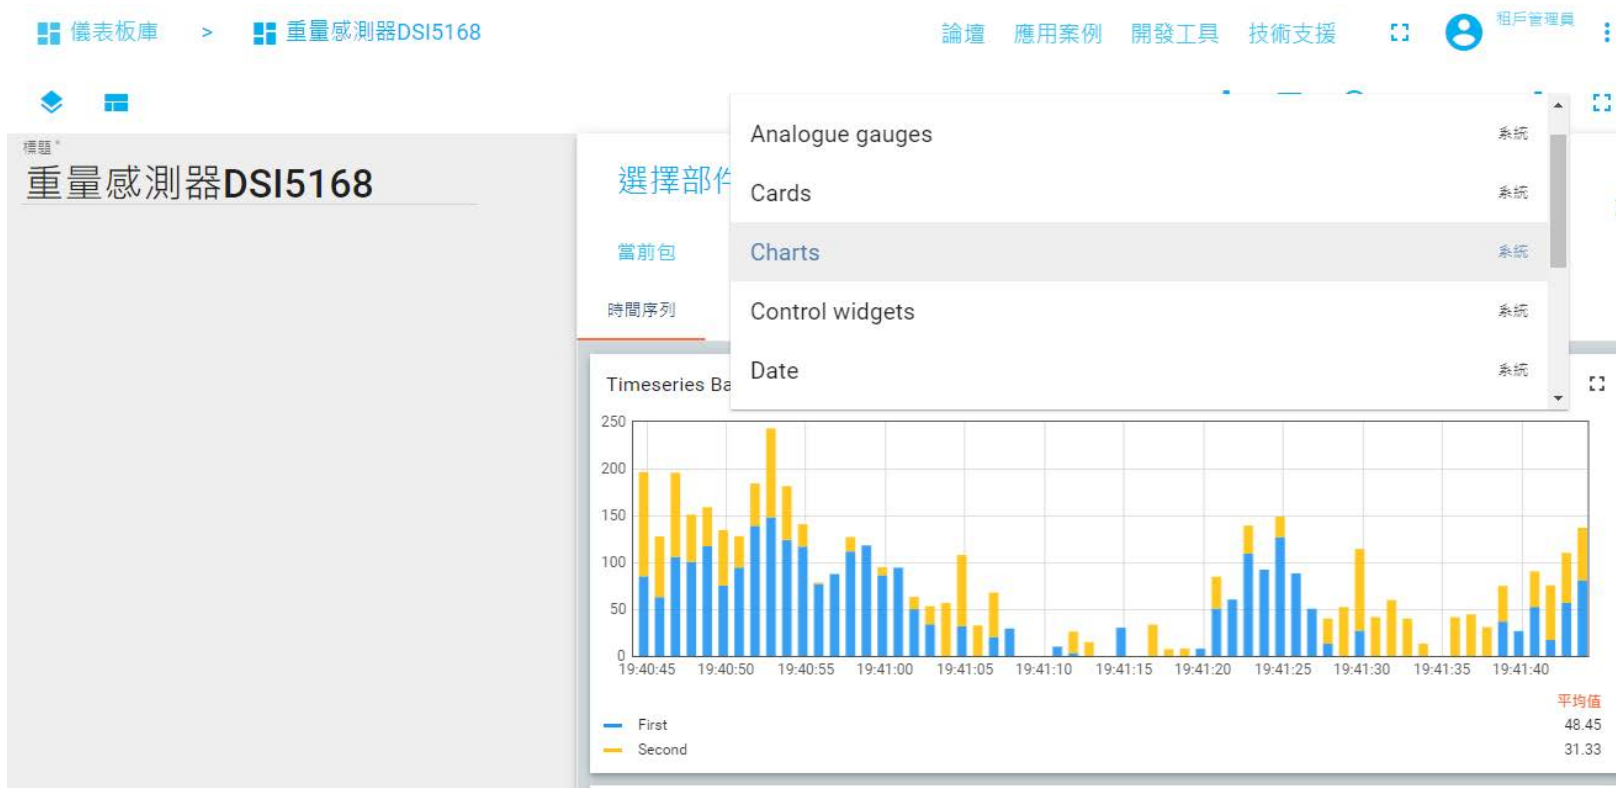 儀表板庫 > 重量感測器DSI5168 論壇 應用案例 開發工具 技術支援 租戶管理員
標題 *
重量感測器DSI5168
選擇部件
當前包
時間序列
Analogue gauges 系統
Cards 系統
Charts 系統
Control widgets 系統
Date 系統
Timeseries Ba
250
200
150
100
50
0
19:40:45 19:40:50 19:40:55 19:41:00 19:41:05 19:41:10 19:41:15 19:41:20 19:41:25 19:41:30 19:41:35 19:41:40
平均值
First 48.45
Second 31.33